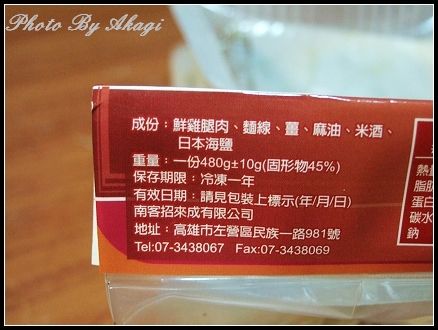 Photo By Akagi
成份：鮮雞腿肉、麵線、薑、麻油、米酒、
日本海鹽
重量：一份480g±10g(固形物45%)
保存期限：冷凍一年
有效日期：請見包裝上標示(年/月/日)
南客招來成有限公司
地址：高雄市左營區民族一路981號
Tel:07-3438067 Fax:07-3438069
熱量
脂肪
蛋白
碳水
鈉